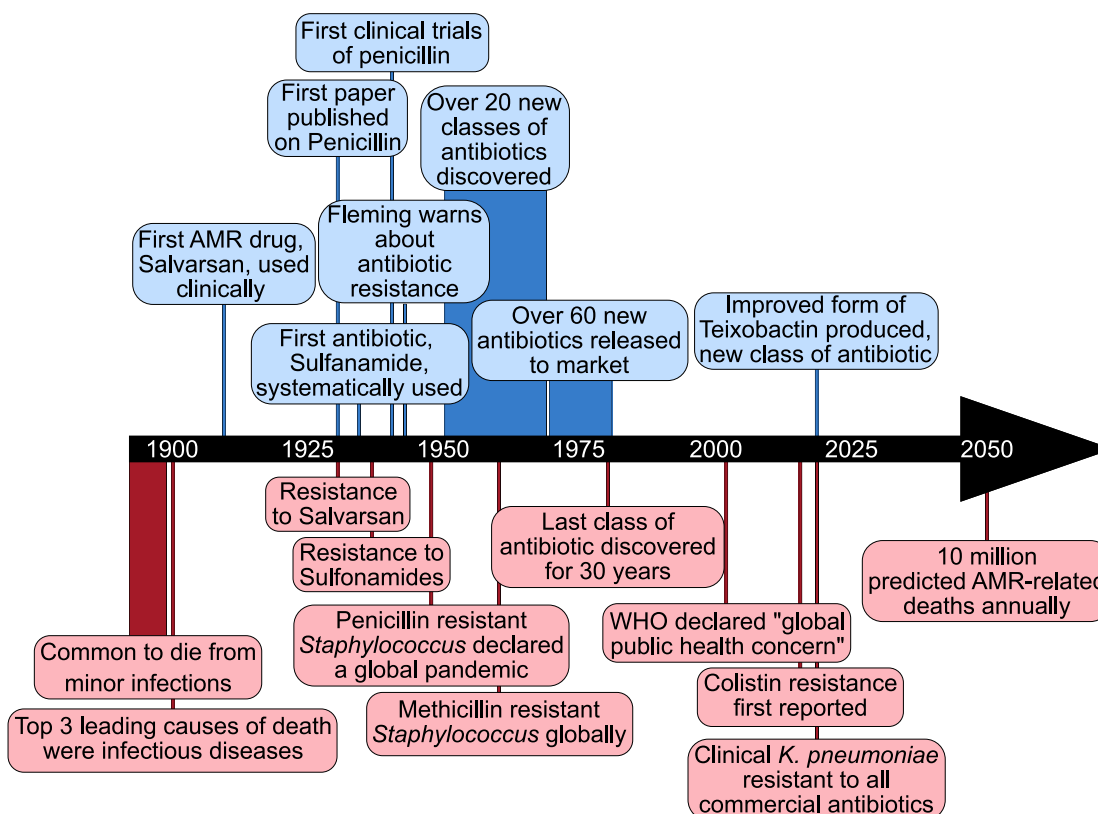 First clinical trials
of penicillin
First paper
published
on Penicillin
Over 20 new
classes of
antibiotics
discovered
Fleming warns
about
antibiotic
resistance
First AMR drug,
Salvarsan, used
clinically
First antibiotic,
Sulfanamide,
systematically used
Over 60 new
antibiotics released
to market
Improved form of
Teixobactin produced,
new class of antibiotic
1900 1925 1950 1975 2000 2025 2050
Resistance
to Salvarsan
Resistance to
Sulfonamides
Last class of
antibiotic discovered
for 30 years
10 million
predicted AMR-related
deaths annually
Common to die from
minor infections
Penicillin resistant
Staphylococcus declared
a global pandemic
WHO declared "global
public health concern"
Top 3 leading causes of death
were infectious diseases
Methicillin resistant
Staphylococcus globally
Colistin resistance
first reported
Clinical K. pneumoniae
resistant to all
commercial antibiotics